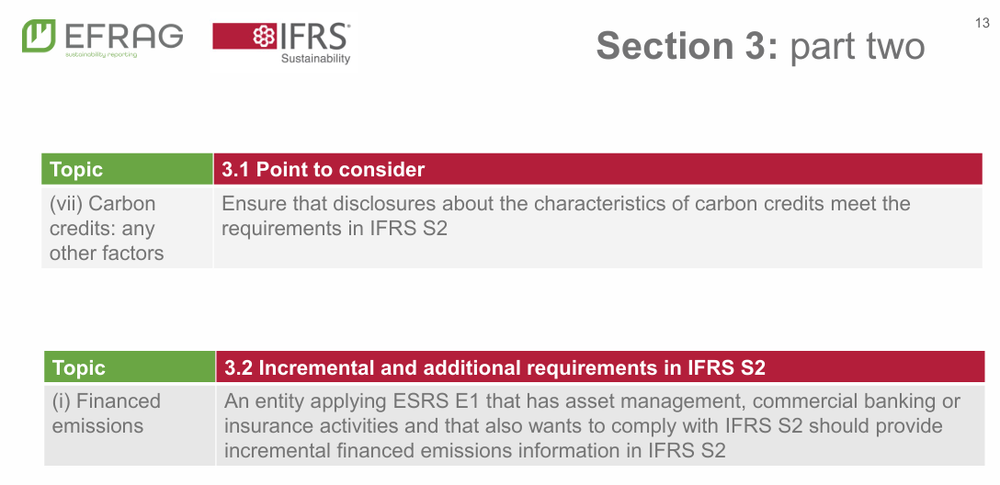 EFRAG
sustainability reporting
IFRS®
Sustainability
Section 3: part two
13
Topic
3.1 Point to consider
(vii) Carbon
credits: any
other factors
Ensure that disclosures about the characteristics of carbon credits meet the
requirements in IFRS S2
Topic
3.2 Incremental and additional requirements in IFRS S2
(i) Financed
emissions
An entity applying ESRS E1 that has asset management, commercial banking or
insurance activities and that also wants to comply with IFRS S2 should provide
incremental financed emissions information in IFRS S2